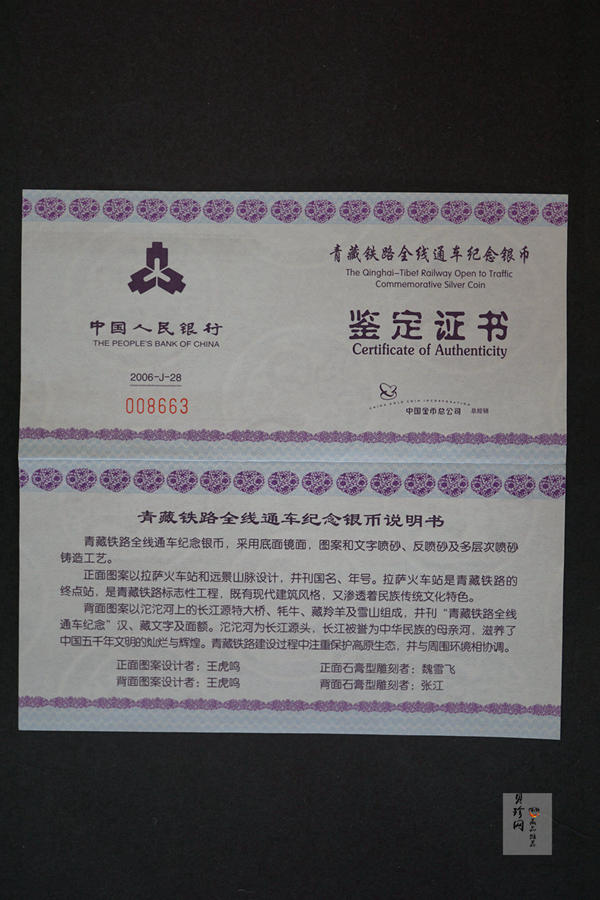 中国人民银行
THE PEOPLE'S BANK OF CHINA
2006-J-28
008663
青藏铁路全线通车纪念银币
The Qinghai-Tibet Railway Open to Traffic
Commemorative Silver Coin
鉴定证书
Certificate of Authenticity
CHINA GOLD COIN INCORPORATION
中国金币总公司 总经销
青藏铁路全线通车纪念银币说明书
青藏铁路全线通车纪念银币，采用底面镜面，图案和文字喷砂、反喷砂及多层次喷砂
铸造工艺。
正面图案以拉萨火车站和远景山脉设计，并刊国名、年号。拉萨火车站是青藏铁路的
终点站，是青藏铁路标志性工程，既有现代建筑风格，又渗透着民族传统文化特色。
背面图案以沱沱河上的长江源特大桥、牦牛、藏羚羊及雪山组成，并刊“青藏铁路全线
通车纪念”汉、藏文字及面额。沱沱河为长江源头，长江被誉为中华民族的母亲河，滋养了
中国五千年文明的灿烂与辉煌。青藏铁路建设过程中注重保护高原生态，并与周围环境相协调。
正面图案设计者：王虎鸣 正面石膏型雕刻者：魏雪飞
背面图案设计者：王虎鸣 背面石膏型雕刻者：张江
贝珍网